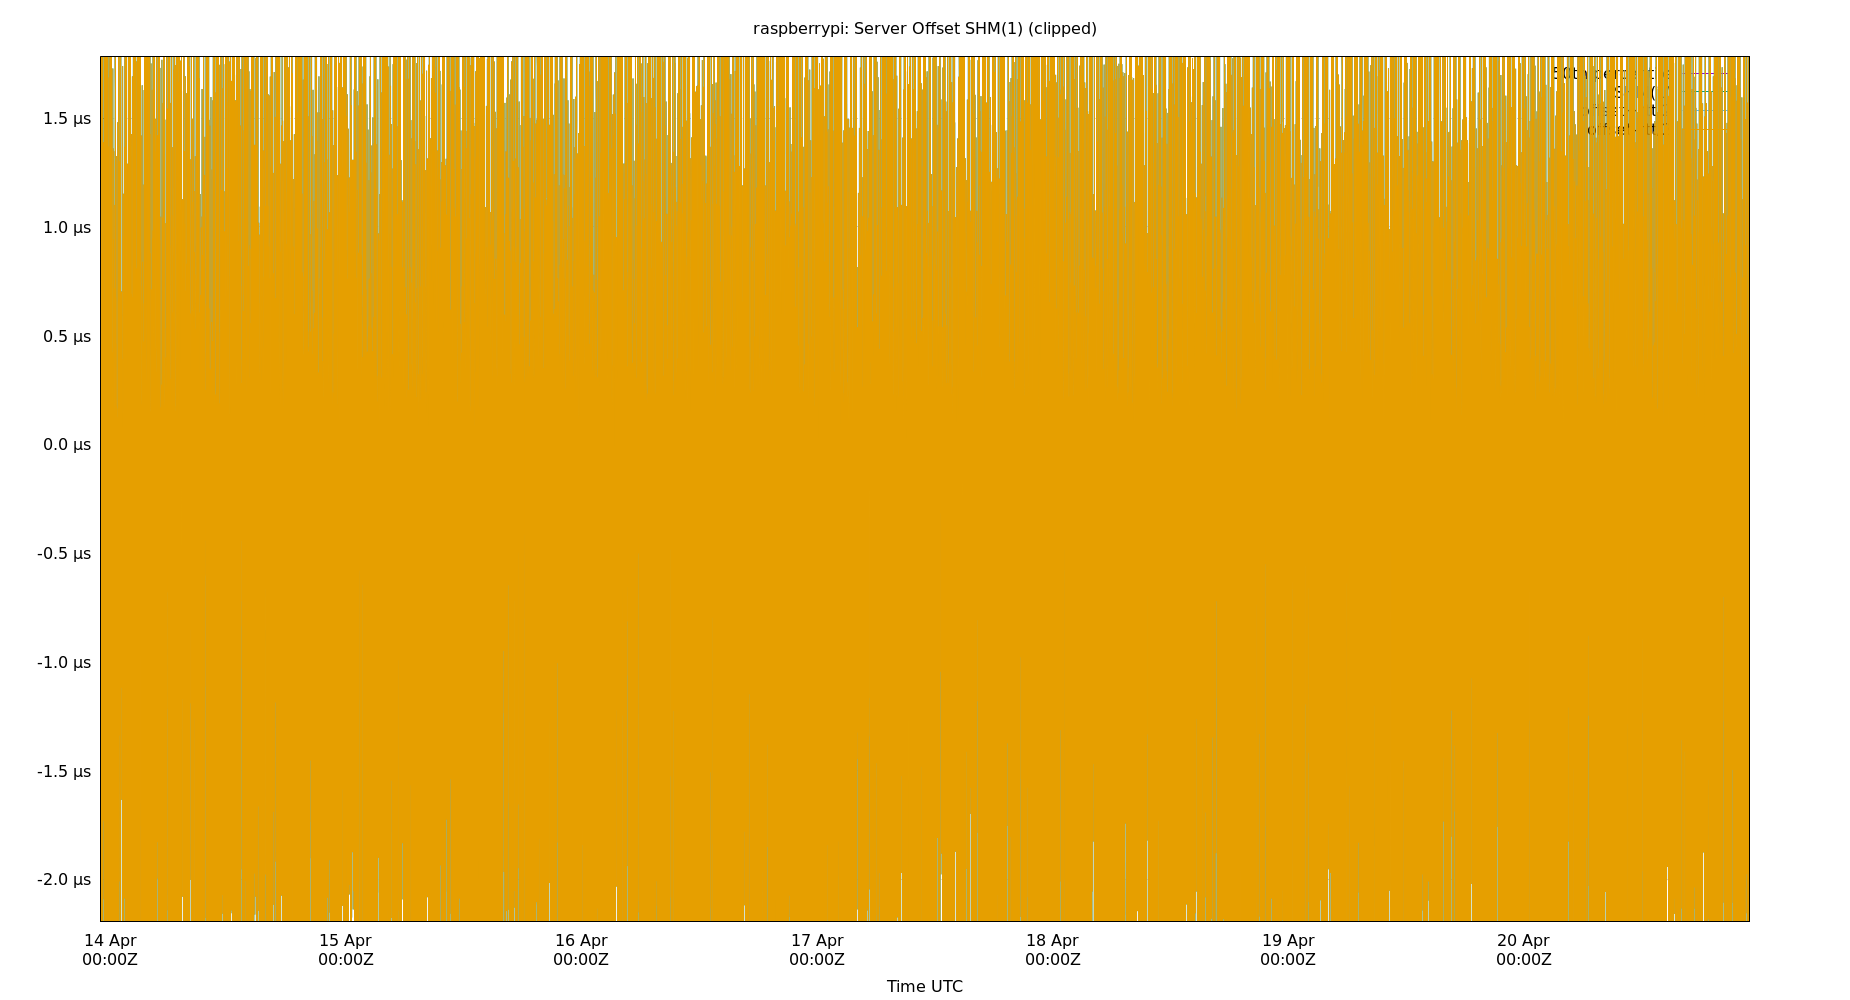 raspberrypi: Server Offset SHM(1) (clipped)
1.5 µs
1.0 µs
0.5 µs
0.0 µs
-0.5 µs
-1.0 µs
-1.5 µs
-2.0 µs
14 Apr 15 Apr 16 Apr 17 Apr 18 Apr 19 Apr 20 Apr
00:00Z 00:00Z 00:00Z 00:00Z 00:00Z 00:00Z 00:00Z
Time UTC